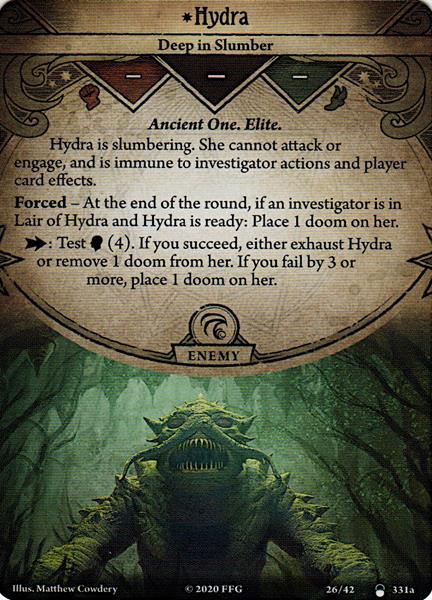 ✷Hydra
Deep in Slumber
– – –
Ancient One. Elite.
Hydra is slumbering. She cannot attack or
engage, and is immune to investigator actions and player
card effects.
Forced – At the end of the round, if an investigator is in
Lair of Hydra and Hydra is ready: Place 1 doom on her.
: Test (4). If you succeed, either exhaust Hydra
or remove 1 doom from her. If you fail by 3 or
more, place 1 doom on her.
ENEMY
Illus. Matthew Cowdery © 2020 FFG 26/42 331a